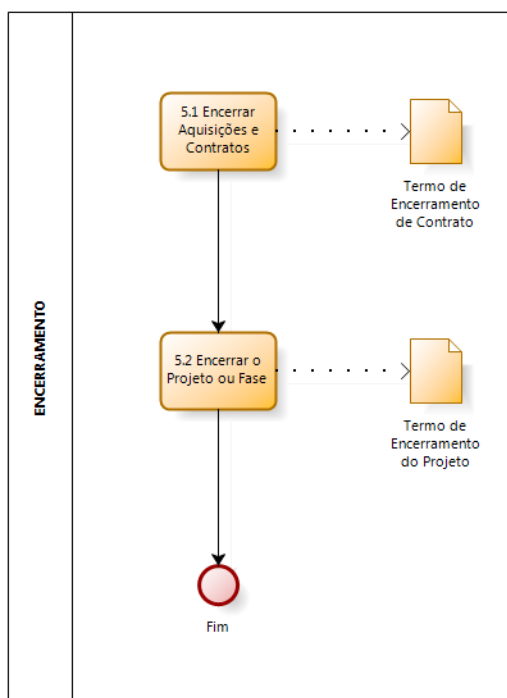 ENCERRAMENTO
5.1 Encerrar
Aquisições e
Contratos
Termo de
Encerramento
de Contrato
5.2 Encerrar o
Projeto ou Fase
Termo de
Encerramento
do Projeto
Fim